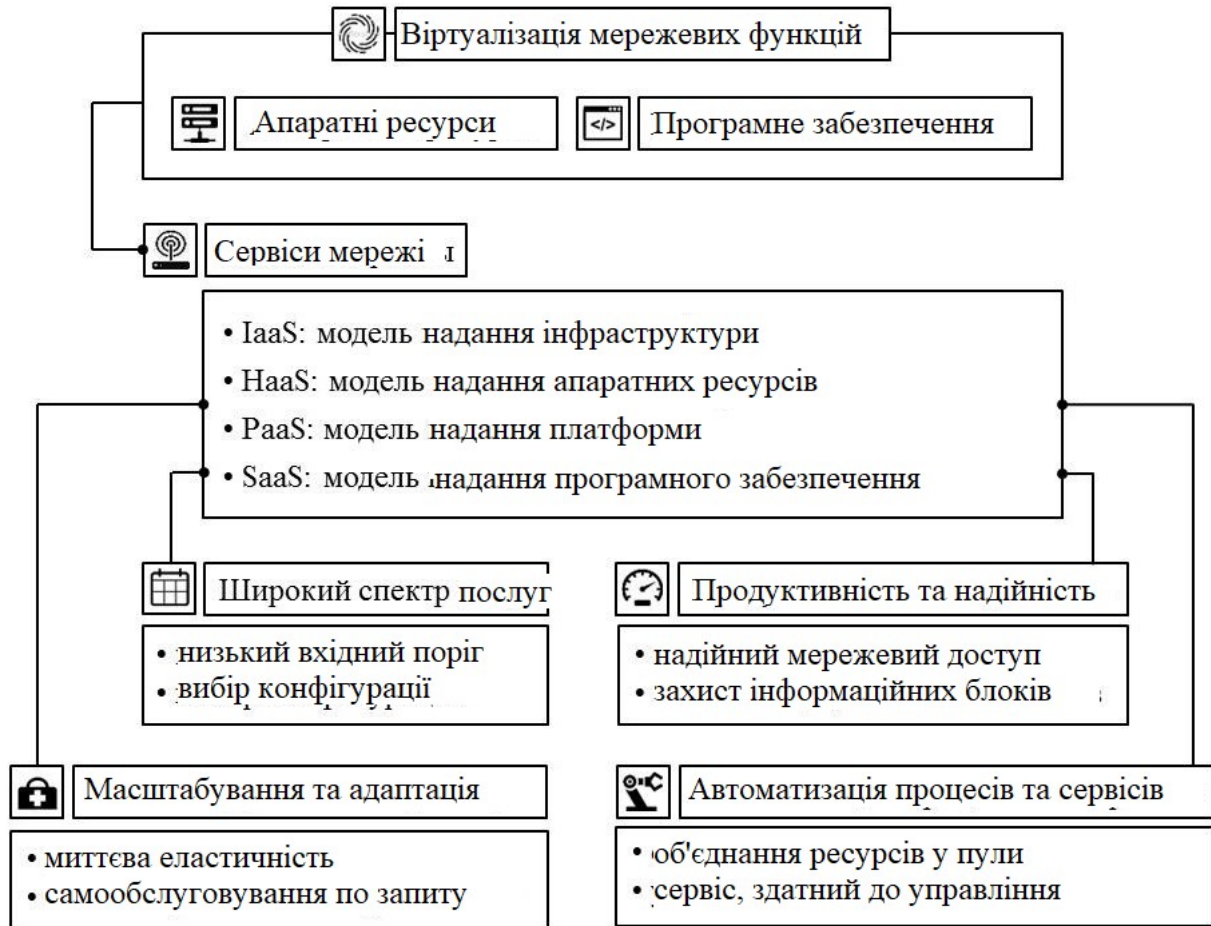 Віртуалізація мережевих функцій
Апаратні ресурси
</>
Програмне забезпечення
Сервіси мережі
• IaaS: модель надання інфраструктури
• HaaS: модель надання апаратних ресурсів
• PaaS: модель надання платформи
• SaaS: модель надання програмного забезпечення
Широкий спектр послуг
• низький вхідний поріг
• вибір конфігурації
Продуктивність та надійність
• надійний мережевий доступ
• захист інформаційних блоків
Масштабування та адаптація
• миттєва еластичність
• самообслуговування по запиту
Автоматизація процесів та сервісів
• об'єднання ресурсів у пули
• сервіс, здатний до управління